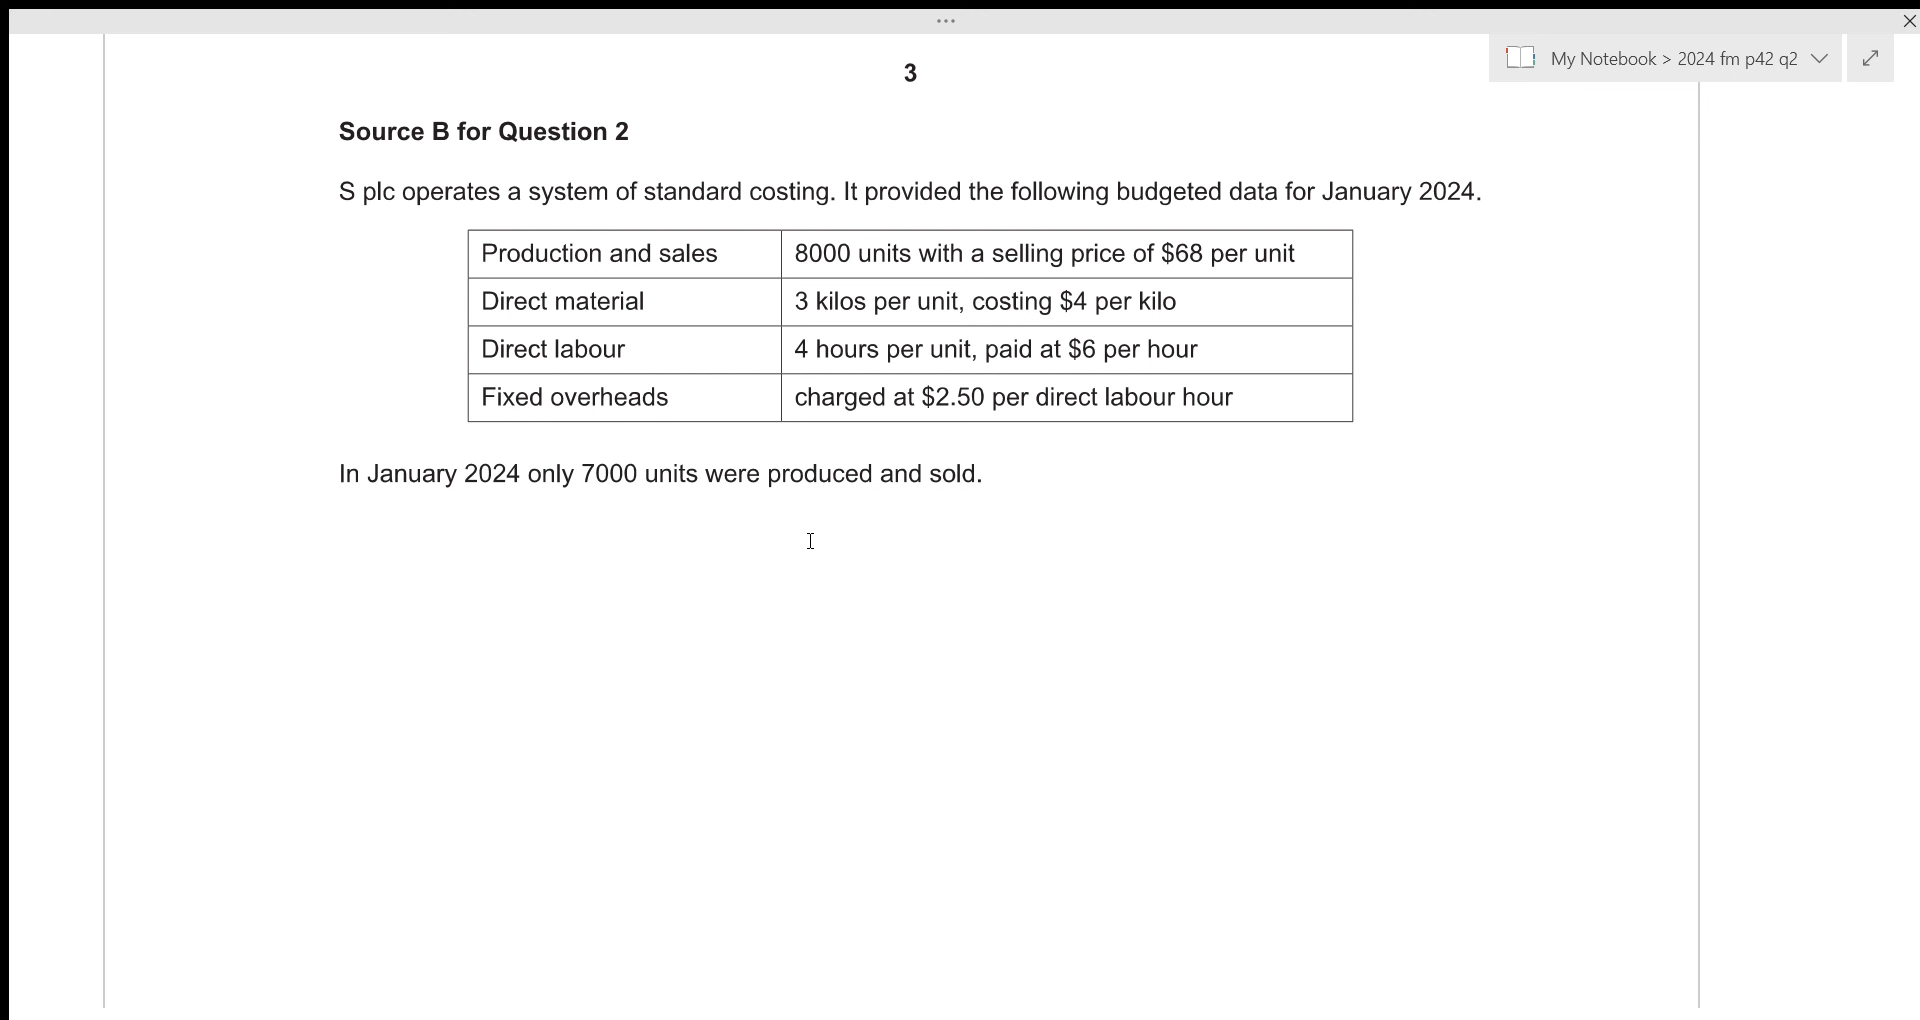 My Notebook > 2024 fm p42 q2
3
Source B for Question 2
S plc operates a system of standard costing. It provided the following budgeted data for January 2024.
Production and sales 8000 units with a selling price of $68 per unit
Direct material 3 kilos per unit, costing $4 per kilo
Direct labour 4 hours per unit, paid at $6 per hour
Fixed overheads charged at $2.50 per direct labour hour
In January 2024 only 7000 units were produced and sold.